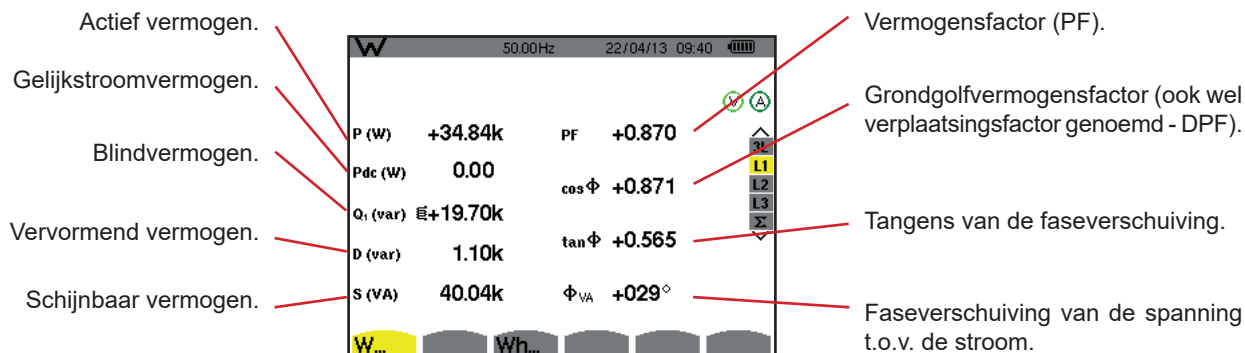 Actief vermogen.
Gelijkstroomvermogen.
Blindvermogen.
Vervormend vermogen.
Schijnbaar vermogen.
W 50.00Hz 22/04/13 09:40
V A
P (W) +34.84k PF +0.870
Pdc (W) 0.00
cos Φ +0.871
Q₁ (var) +19.70k
tan Φ +0.565
D (var) 1.10k
S (VA) 40.04k Φ VA +029°
3L
L1
L2
L3
Σ
W... Wh...
Vermogensfactor (PF).
Grondgolfvermogensfactor (ook wel
verplaatsingsfactor genoemd - DPF).
Tangens van de faseverschuiving.
Faseverschuiving van de spanning
t.o.v. de stroom.